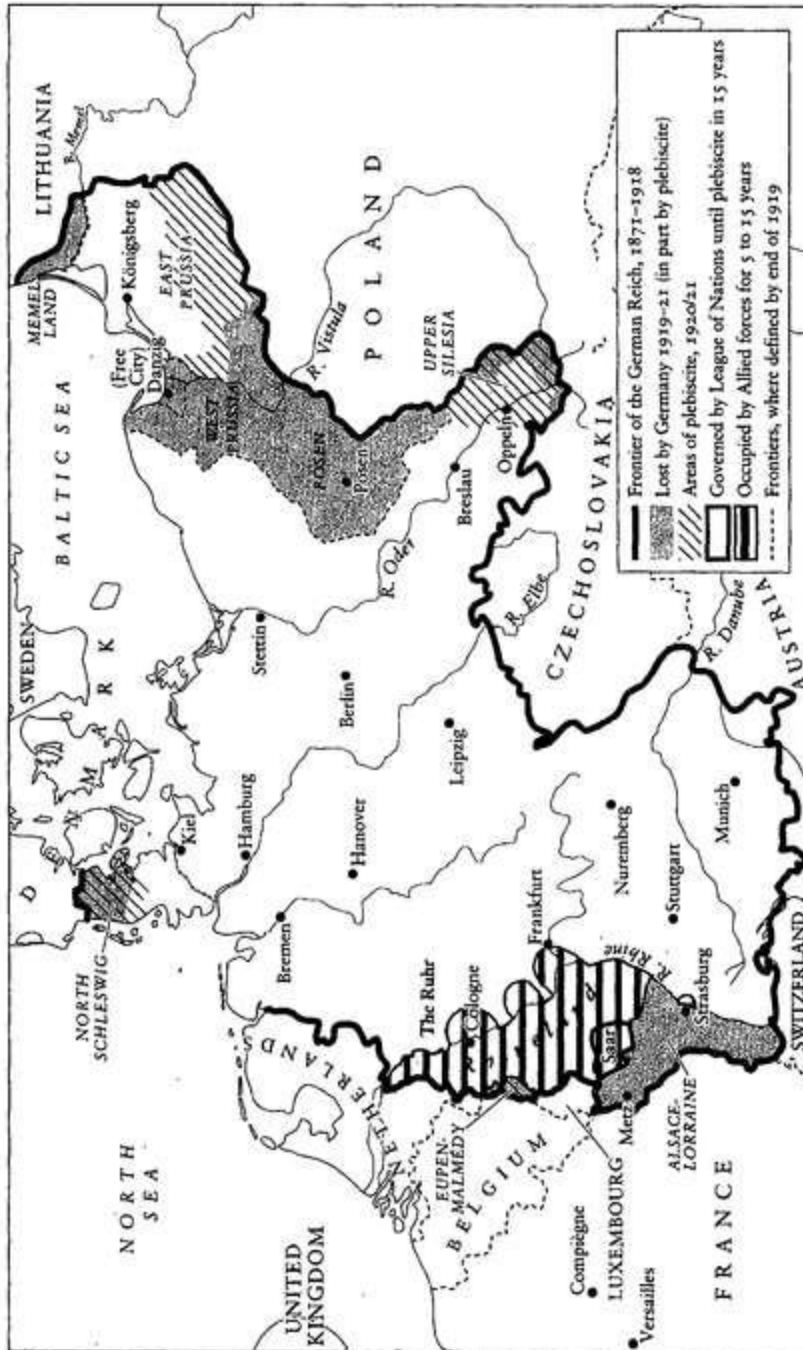 NORTH
SEA
UNITED
KINGDOM
D
N
M
A
R
K
SWEDEN
BALTIC SEA
LITHUANIA
R. Memel
MEMEL
LAND
Königsberg
(Free
City)
Danzig
EAST
PRUSSIA
WEST
PRUSSIA
POSEN
Posen
R. Vistula
POLAND
NORTH
SCHLESWIG
Kiel
Hamburg
Stettin
Bremen
Hanover
Berlin
R. Oder
Breslau
UPPER
SILESIA
Oppeln
Leipzig
R. Elbe
CZECHOSLOVAKIA
NETHERLANDS
The Ruhr
Cologne
EUPEN-
MALMÉDY
BELGIUM
LUXEMBOURG
Frankfurt
R. Rhine
Nuremberg
Stuttgart
Munich
Saar
Metz
Strasburg
ALSACE-
LORRAINE
Compiègne
Versailles
FRANCE
SWITZERLAND
R. Danube
AUSTRIA
Frontier of the German Reich, 1871–1918
Lost by Germany 1919–21 (in part by plebiscite)
Areas of plebiscite, 1920/21
Governed by League of Nations until plebiscite in 15 years
Occupied by Allied forces for 5 to 15 years
Frontiers, where defined by end of 1919